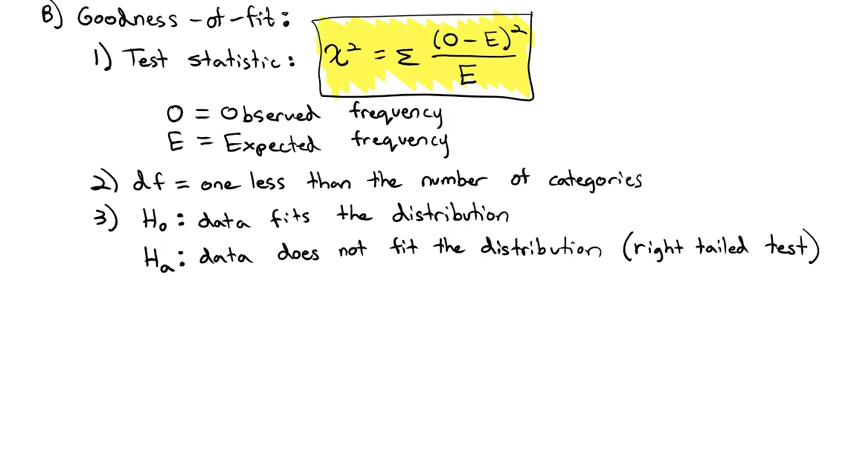 B) Goodness-of-fit:
1) Test statistic: χ² = Σ (O - E)² / E
O = Observed frequency
E = Expected frequency
2) df = one less than the number of categories
3) H₀: data fits the distribution
Hₐ: data does not fit the distribution (right tailed test)